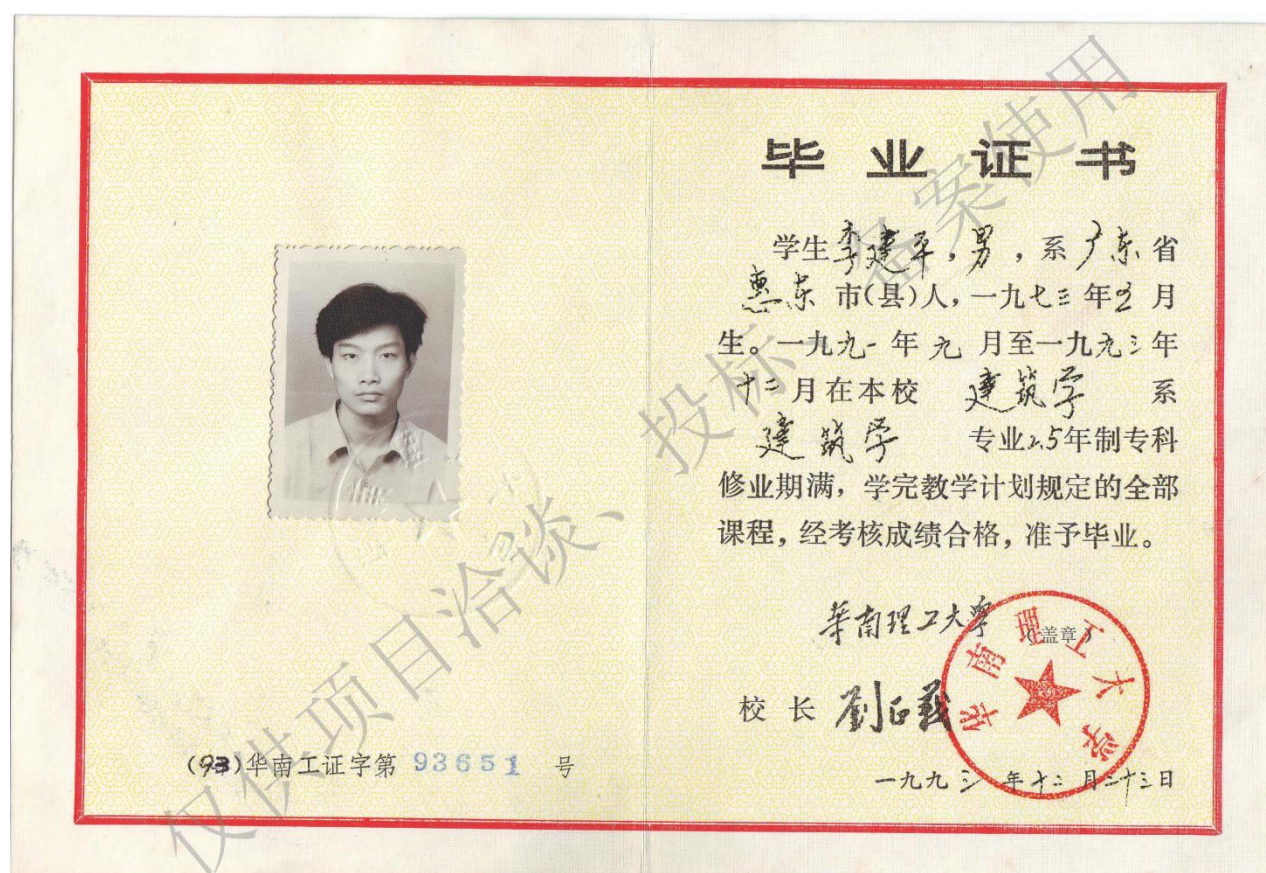 毕业证书
学生李建平,男,系广东省
惠东市(县)人,一九七三年 月
生。一九九一年九月至一九九三年
十二月在本校 建筑学 系
建筑学 专业2.5年制专科
修业期满,学完教学计划规定的全部
课程,经考核成绩合格,准予毕业。
华南理工大学(盖章)
华南理工大学
校长 刘正義
一九九三年十二月二十三日
(93)华南工证字第 93651 号
仅供项目洽谈、投标、备案使用